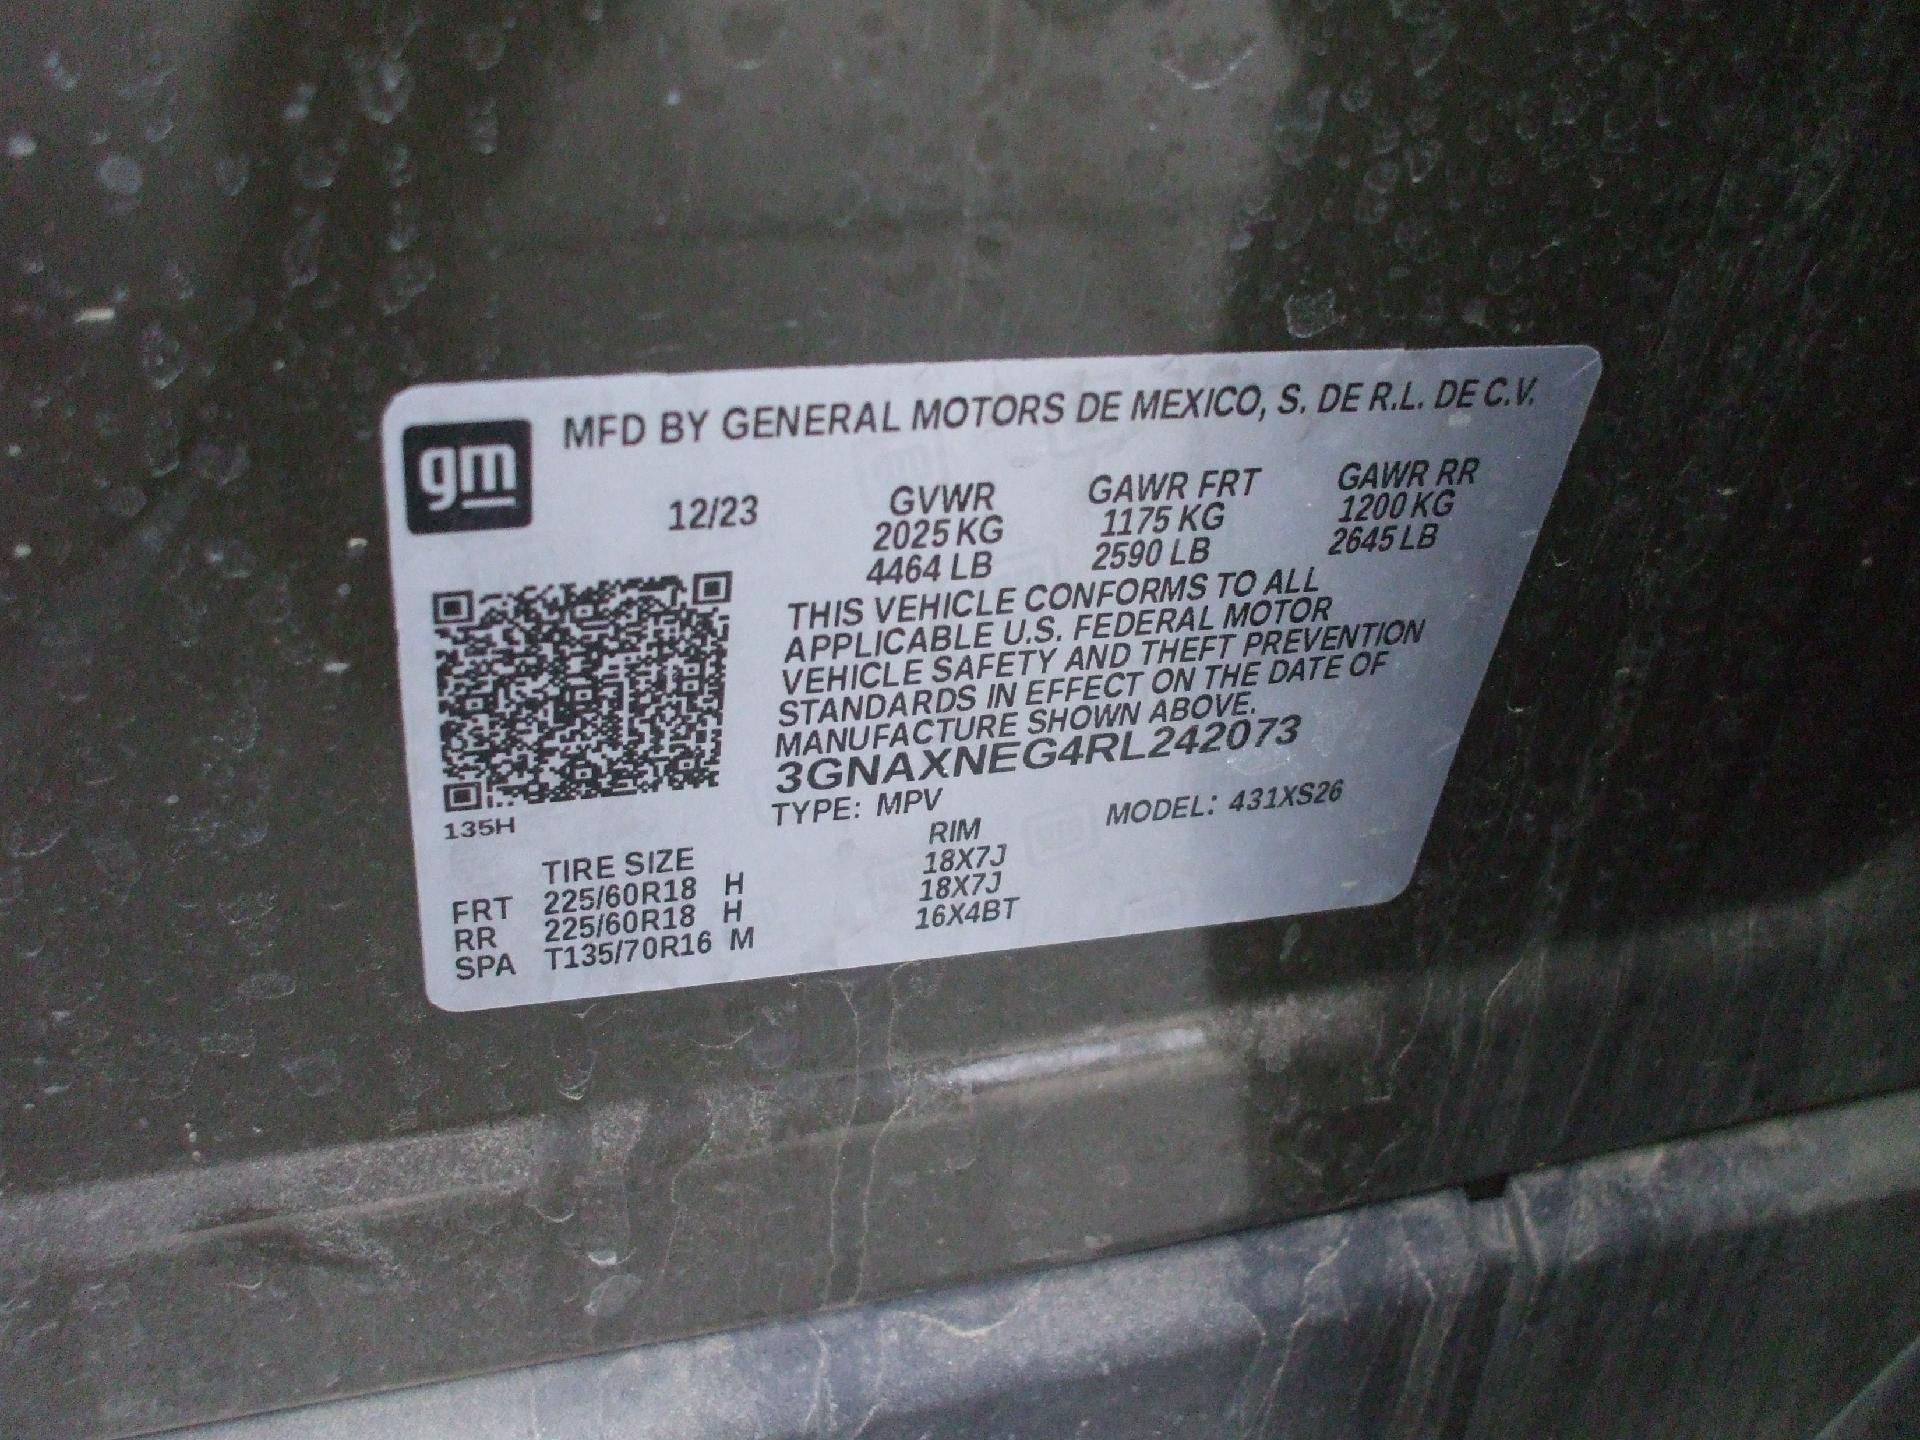 gm
MFD BY GENERAL MOTORS DE MEXICO, S. DE R.L. DE C.V.
12/23 GVWR GAWR FRT GAWR RR
2025 KG 1175 KG 1200 KG
4464 LB 2590 LB 2645 LB
THIS VEHICLE CONFORMS TO ALL
APPLICABLE U.S. FEDERAL MOTOR
VEHICLE SAFETY AND THEFT PREVENTION
STANDARDS IN EFFECT ON THE DATE OF
MANUFACTURE SHOWN ABOVE.
3GNAXNEG4RL242073
TYPE: MPV MODEL: 431XS26
135H
TIRE SIZE RIM
FRT 225/60R18 H 18X7J
RR 225/60R18 H 18X7J
SPA T135/70R16 M 16X4BT